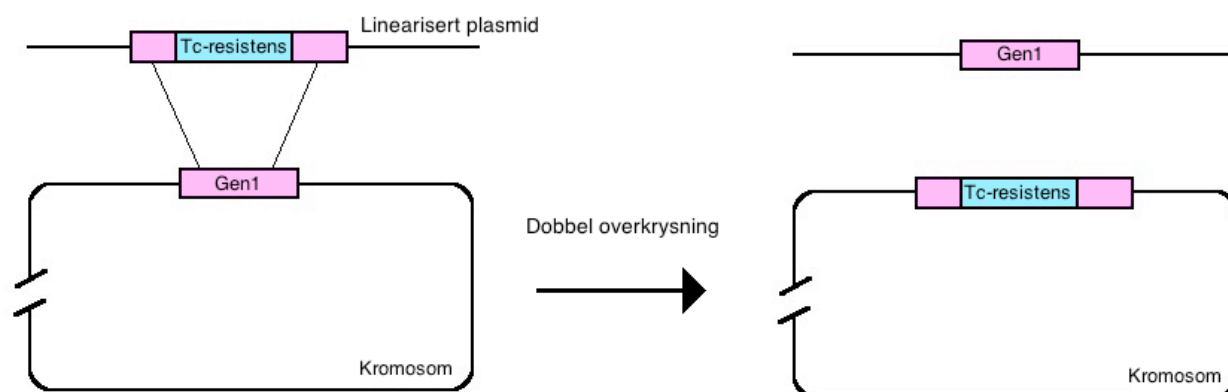 Linearisert plasmid
Tc-resistens
Gen1
Gen1
Tc-resistens
Dobbel overkrysning
Kromosom
Kromosom